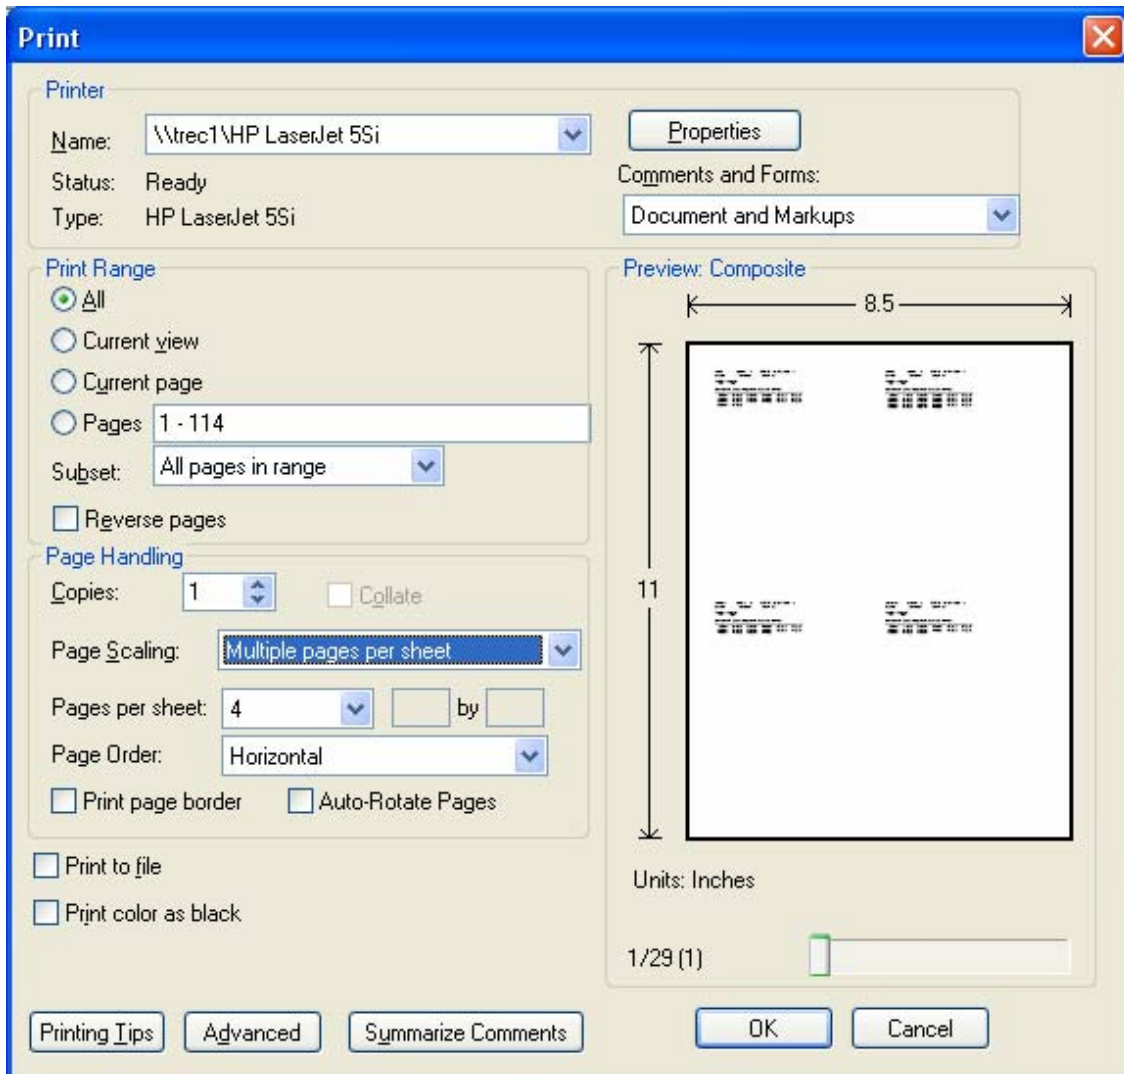 Print
Printer
Name: \\trec1\HP LaserJet 5Si
Properties
Status: Ready
Comments and Forms:
Type: HP LaserJet 5Si
Document and Markups
Print Range
All
Current view
Current page
Pages 1 - 114
Subset: All pages in range
Reverse pages
Page Handling
Copies: 1
Collate
Page Scaling: Multiple pages per sheet
Pages per sheet: 4 by
Page Order: Horizontal
Print page border
Auto-Rotate Pages
Print to file
Print color as black
Preview: Composite
8.5
11
Units: Inches
1/29 (1)
Printing Tips
Advanced
Summarize Comments
OK
Cancel